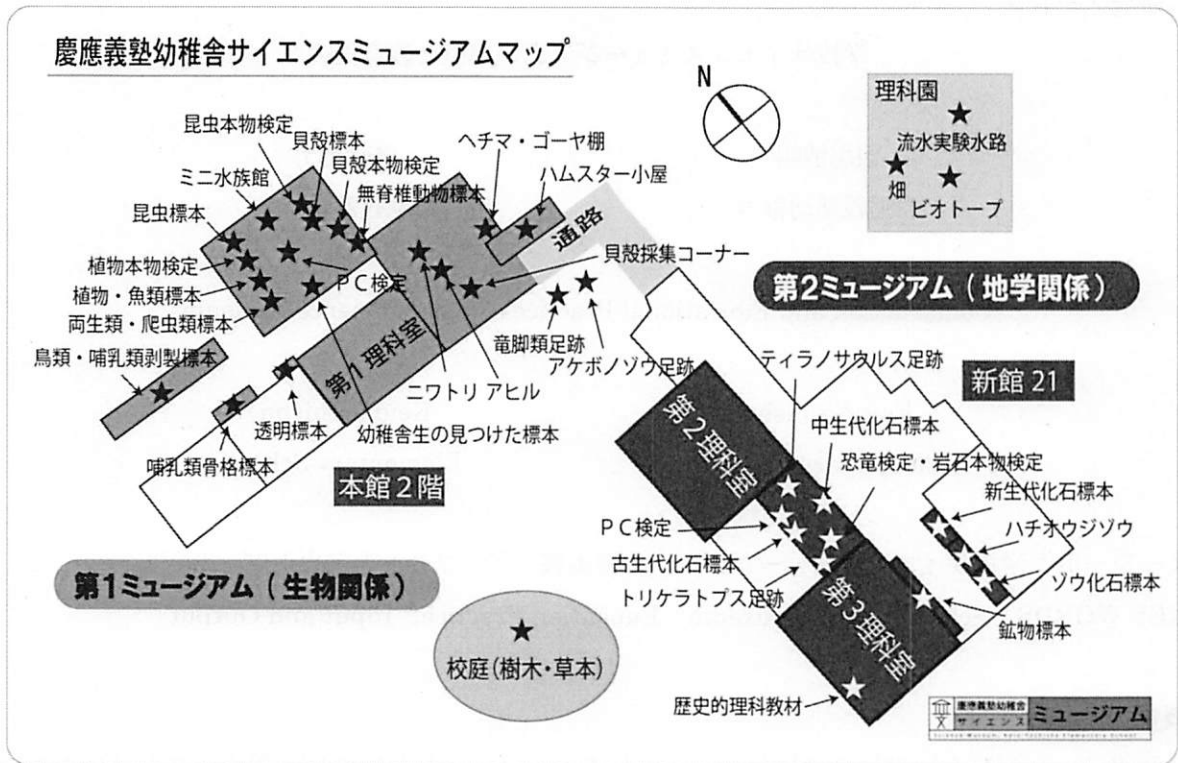 慶應義塾幼稚舎サイエンスミュージアムマップ
N
理科園
流水実験水路
畑
ビオトープ
昆虫本物検定
貝殻標本
貝殻本物検定
無脊椎動物標本
ヘチマ・ゴーヤ棚
ハムスター小屋
通路
ミニ水族館
昆虫標本
植物本物検定
植物・魚類標本
両生類・爬虫類標本
PC検定
貝殻採集コーナー
鳥類・哺乳類剥製標本
第1理科室
竜脚類足跡
アケボノゾウ足跡
ニワトリ アヒル
透明標本
幼稚舎生の見つけた標本
哺乳類骨格標本
本館2階
第1ミュージアム(生物関係)
校庭(樹木・草本)
第2ミュージアム(地学関係)
新館21
ティラノサウルス足跡
中生代化石標本
恐竜検定・岩石本物検定
第2理科室
新生代化石標本
ハチオウジゾウ
ゾウ化石標本
PC検定
古生代化石標本
トリケラトプス足跡
第3理科室
鉱物標本
歴史的理科教材
慶應義塾幼稚舎
サイエンス
ミュージアム
Science Museum, Keio Yochisha Elementary School